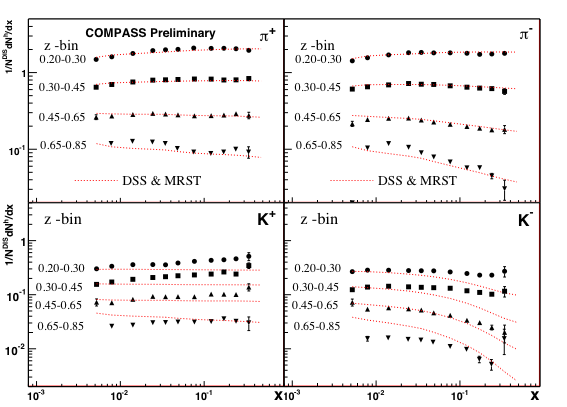 COMPASS Preliminary
π+
z -bin
1/N^DIS dN^h/dx
0.20-0.30
1
0.30-0.45
0.45-0.65
10^-1
0.65-0.85
DSS & MRST
π-
z -bin
0.20-0.30
0.30-0.45
0.45-0.65
0.65-0.85
DSS & MRST
K+
z -bin
1/N^DIS dN^h/dx
1
0.20-0.30
0.30-0.45
10^-1
0.45-0.65
0.65-0.85
10^-2
K-
z -bin
0.20-0.30
0.30-0.45
0.45-0.65
0.65-0.85
10^-3 10^-2 10^-1 x
10^-3 10^-2 10^-1 x